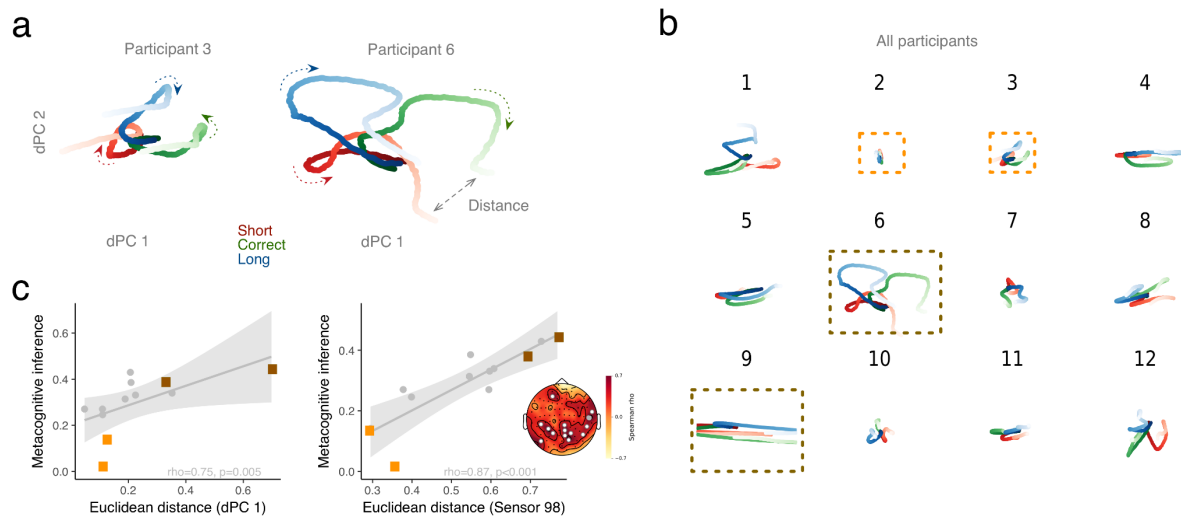 a
Participant 3
Participant 6
dPC 2
Distance
dPC 1
dPC 1
Short
Correct
Long
b
All participants
1 2 3 4
5 6 7 8
9 10 11 12
c
Metacognitive inference
0.6
0.4
0.2
0.0
rho=0.75, p=0.005
0.2 0.4 0.6
Euclidean distance (dPC 1)
Metacognitive inference
0.4
0.2
0.0
rho=0.87, p<0.001
0.3 0.4 0.5 0.6 0.7
Euclidean distance (Sensor 98)
0.7
0.0
−0.7
Spearman rho